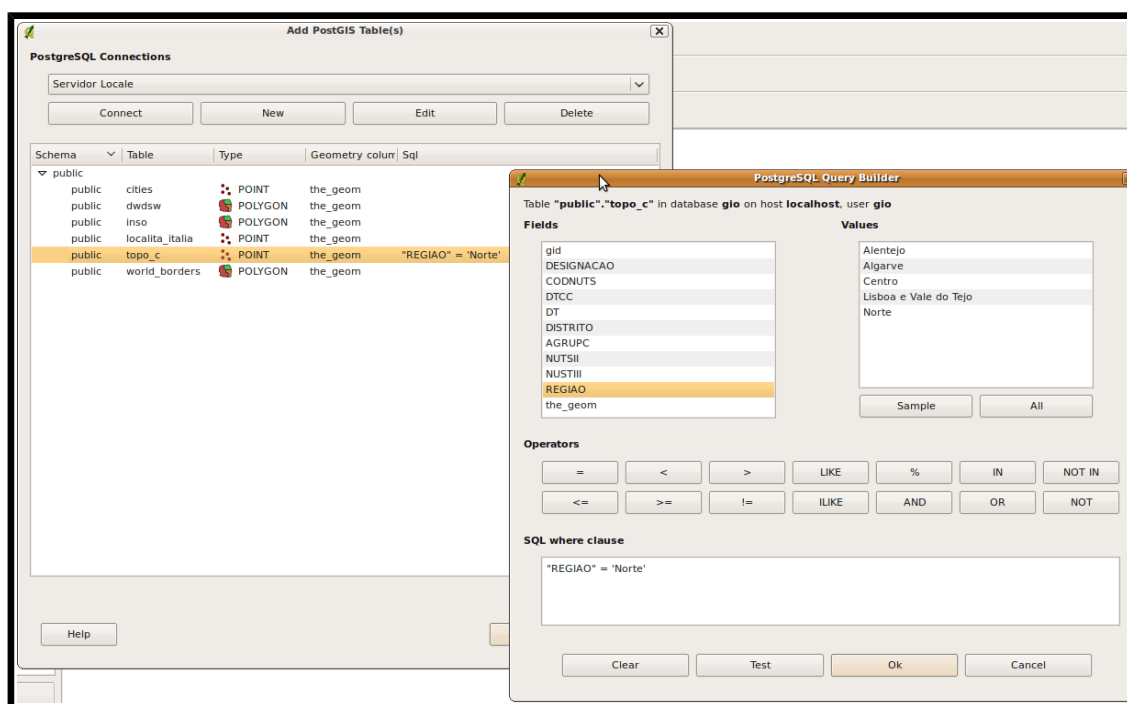 Add PostGIS Table(s)
PostgreSQL Connections
Servidor Locale
Connect New Edit Delete
Schema Table Type Geometry colum Sql
public
public cities POINT the_geom
public dwdsw POLYGON the_geom
public inso POLYGON the_geom
public localita_italia POINT the_geom
public topo_c POINT the_geom "REGIAO" = 'Norte'
public world_borders POLYGON the_geom
Help
PostgreSQL Query Builder
Table "public"."topo_c" in database gio on host localhost, user gio
Fields
gid
DESIGNACAO
CODNUTS
DTCC
DT
DISTRITO
AGRUPC
NUTSII
NUSTIII
REGIAO
the_geom
Values
Alentejo
Algarve
Centro
Lisboa e Vale do Tejo
Norte
Sample All
Operators
= < > LIKE % IN NOT IN
<= >= != ILIKE AND OR NOT
SQL where clause
"REGIAO" = 'Norte'
Clear Test Ok Cancel